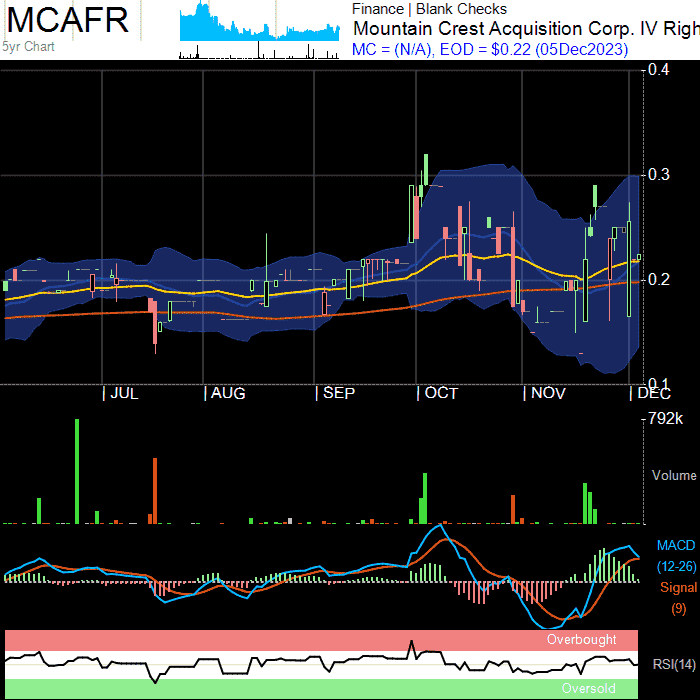 MCAFR
5yr Chart
Finance | Blank Checks
Mountain Crest Acquisition Corp. IV Righ
MC = (N/A), EOD = $0.22 (05Dec2023)
0.4
0.3
0.2
0.1
JUL
AUG
SEP
OCT
NOV
DEC
792k
Volume
MACD
(12-26)
Signal
(9)
Overbought
RSI(14)
Oversold